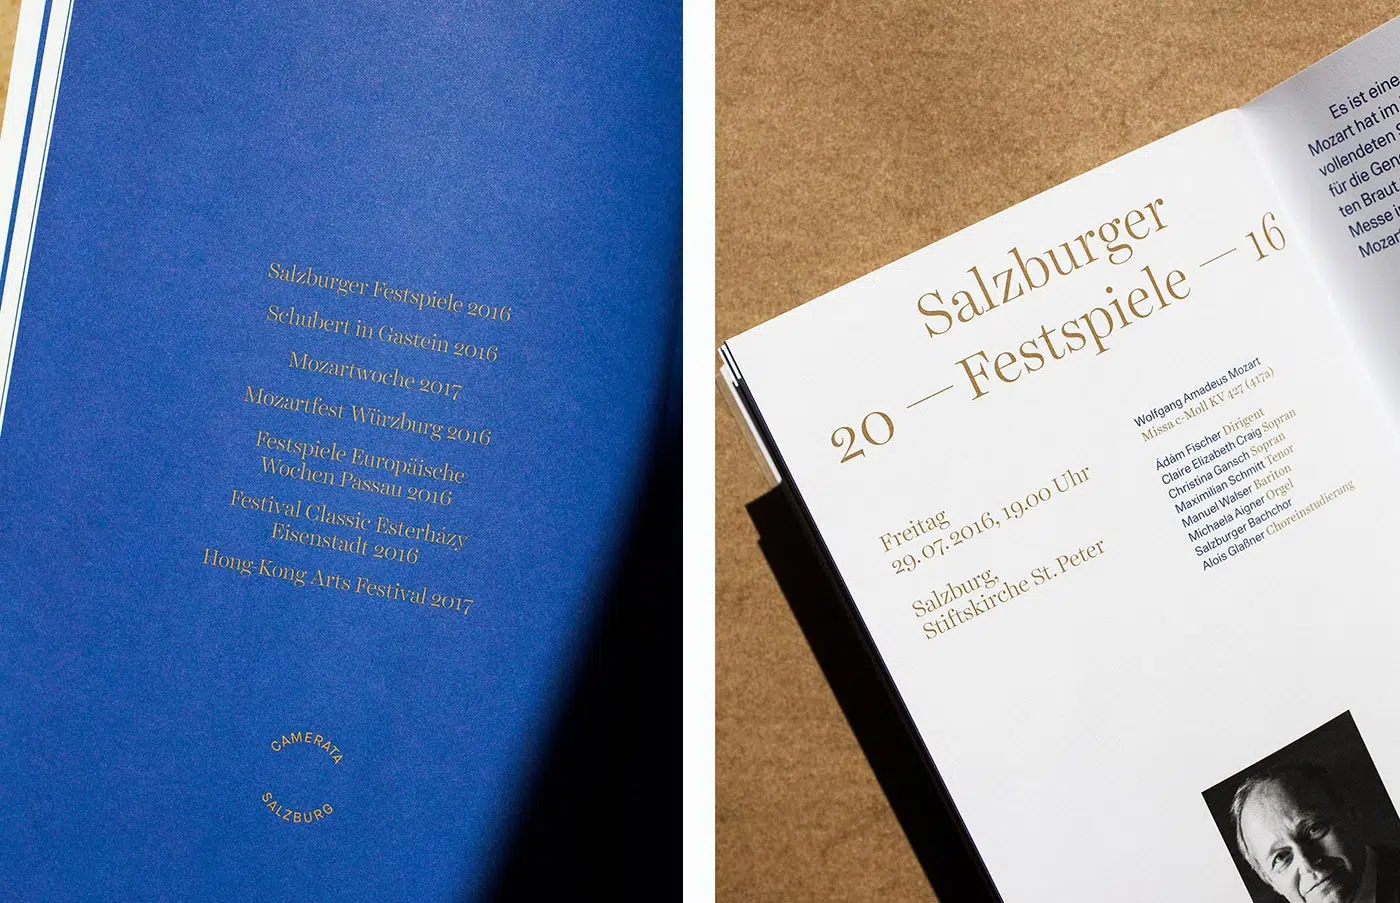 Salzburger Festspiele 2016
Schubert in Gastein 2016
Mozartwoche 2017
Mozartfest Würzburg 2016
Festspiele Europäische
Wochen Passau 2016
Festival Classic Esterházy
Eisenstadt 2016
Hong-Kong Arts Festival 2017
CAMERATA
SALZBURG
Salzburger
20 — Festspiele — 16
Freitag
29.07.2016, 19.00 Uhr
Salzburg,
Stiftskirche St. Peter
Wolfgang Amadeus Mozart
Missa c-Moll KV 427 (417a)
Ádám Fischer Dirigent
Claire Elizabeth Craig Sopran
Christina Gansch Sopran
Maximilian Schmitt Tenor
Manuel Walser Bariton
Michaela Aigner Orgel
Salzburger Bachchor
Alois Glaßner Choreinstudierung
Es ist eine
Mozart hat im
vollendeten
für die Gen
ten Braut
Messe i
Mozar